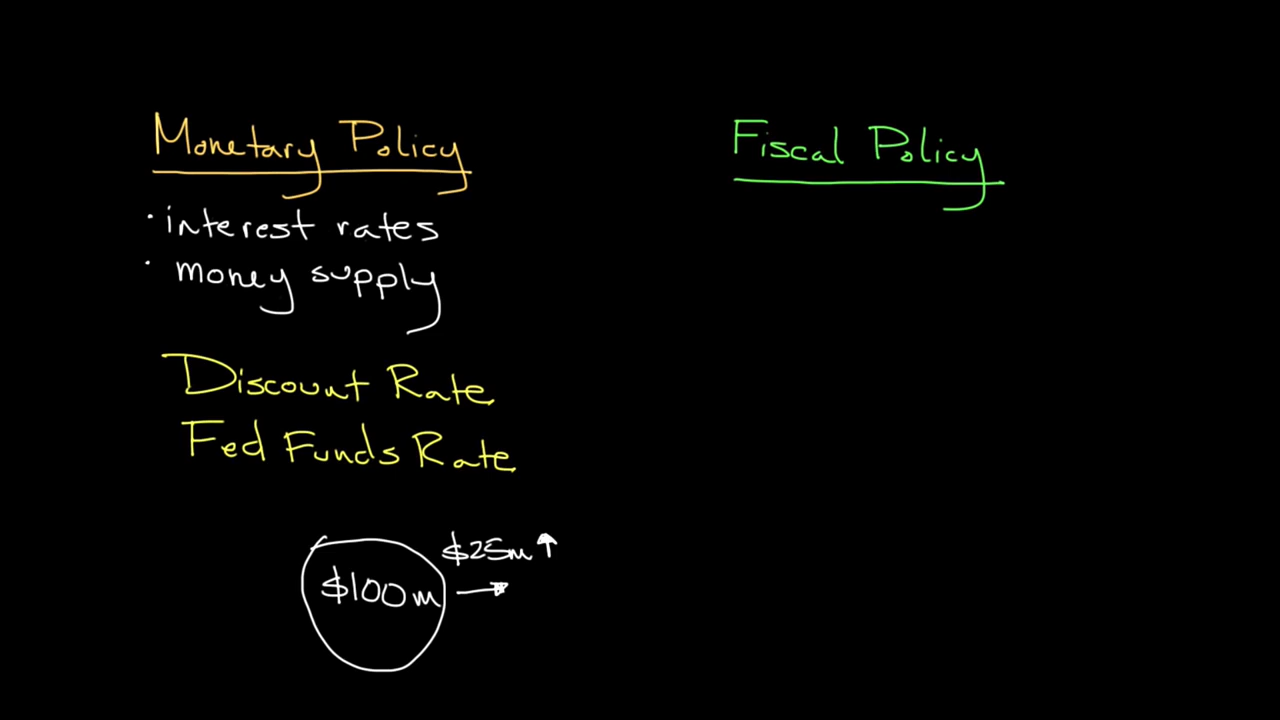 Monetary Policy
Fiscal Policy
· interest rates
· money supply
Discount Rate
Fed Funds Rate
$25m ↑
$100m →